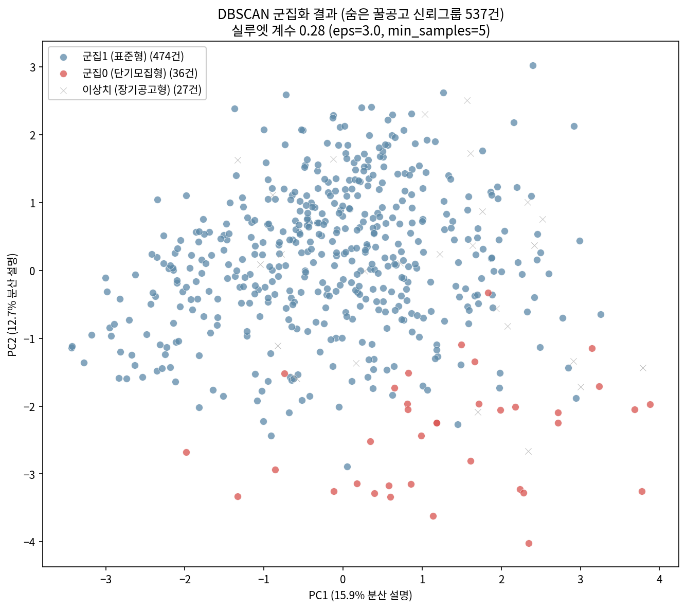 DBSCAN 군집화 결과 (숨은 꿀공고 신뢰그룹 537건)
실루엣 계수 0.28 (eps=3.0, min_samples=5)
군집1 (표준형) (474건)
군집0 (단기모집형) (36건)
이상치 (장기공고형) (27건)
PC2 (12.7% 분산 설명)
3
2
1
0
−1
−2
−3
−4
−3
−2
−1
0
1
2
3
4
PC1 (15.9% 분산 설명)